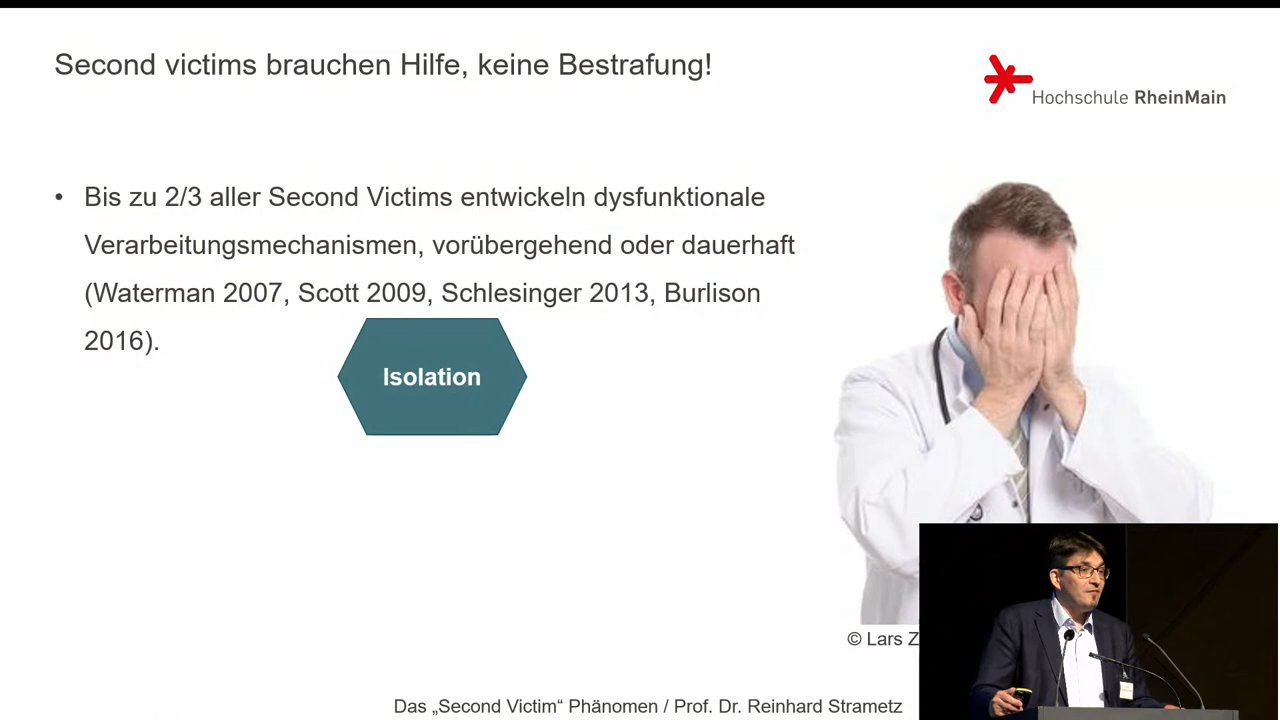 Second victims brauchen Hilfe, keine Bestrafung!
Hochschule RheinMain
• Bis zu 2/3 aller Second Victims entwickeln dysfunktionale
Verarbeitungsmechanismen, vorübergehend oder dauerhaft
(Waterman 2007, Scott 2009, Schlesinger 2013, Burlison
2016).
Isolation
© Lars Z
Das „Second Victim“ Phänomen / Prof. Dr. Reinhard Strametz